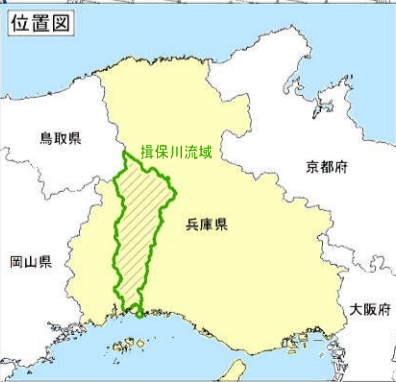 位置図
鳥取県
揖保川流域
京都府
兵庫県
岡山県
大阪府